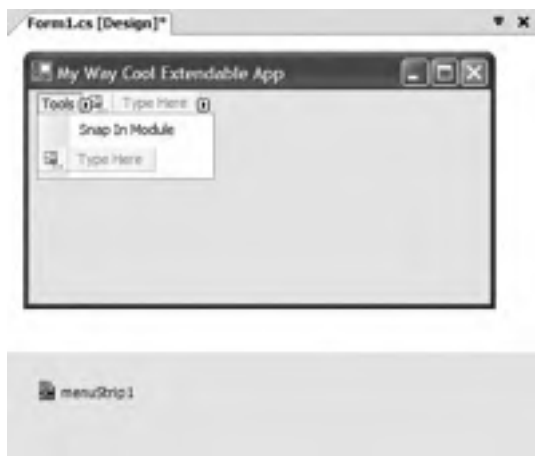 Form1.cs [Design]*
My Way Cool Extendable App
Tools Type Here
Snap In Module
Type Here
menuStrip1